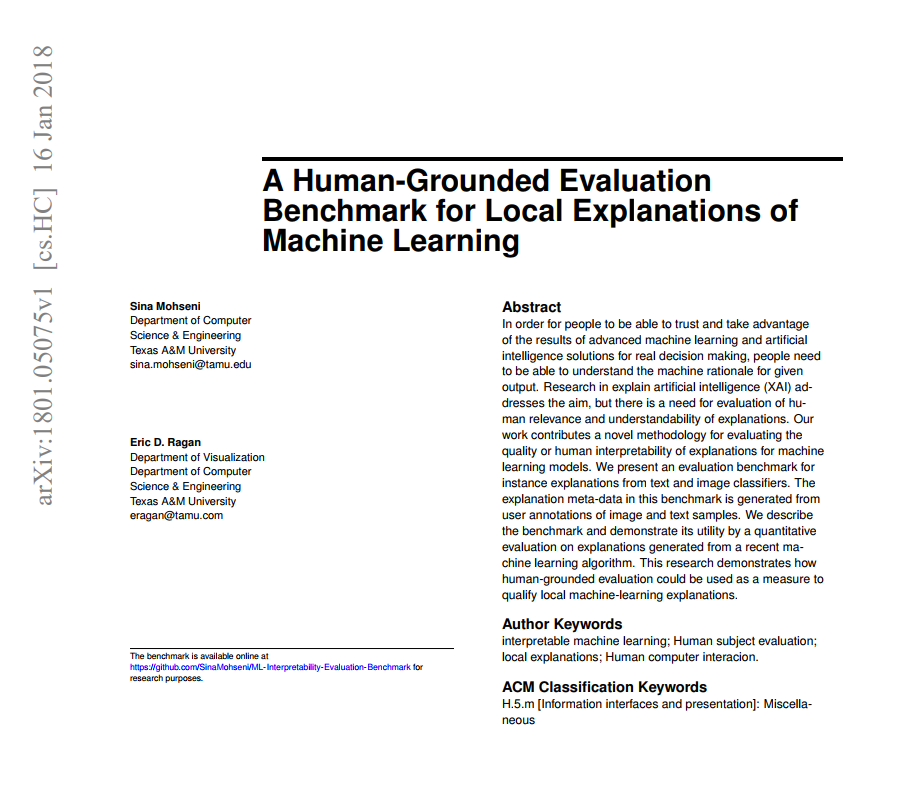 arXiv:1801.05075v1 [cs.HC] 16 Jan 2018
A Human-Grounded Evaluation
Benchmark for Local Explanations of
Machine Learning
Sina Mohseni
Department of Computer
Science & Engineering
Texas A&M University
sina.mohseni@tamu.edu
Eric D. Ragan
Department of Visualization
Department of Computer
Science & Engineering
Texas A&M University
eragan@tamu.com
The benchmark is available online at
https://github.com/SinaMohseni/ML-Interpretability-Evaluation-Benchmark for
research purposes.
Abstract
In order for people to be able to trust and take advantage
of the results of advanced machine learning and artificial
intelligence solutions for real decision making, people need
to be able to understand the machine rationale for given
output. Research in explain artificial intelligence (XAI) ad-
dresses the aim, but there is a need for evaluation of hu-
man relevance and understandability of explanations. Our
work contributes a novel methodology for evaluating the
quality or human interpretability of explanations for machine
learning models. We present an evaluation benchmark for
instance explanations from text and image classifiers. The
explanation meta-data in this benchmark is generated from
user annotations of image and text samples. We describe
the benchmark and demonstrate its utility by a quantitative
evaluation on explanations generated from a recent ma-
chine learning algorithm. This research demonstrates how
human-grounded evaluation could be used as a measure to
qualify local machine-learning explanations.
Author Keywords
interpretable machine learning; Human subject evaluation;
local explanations; Human computer interacion.
ACM Classification Keywords
H.5.m [Information interfaces and presentation]: Miscella-
neous